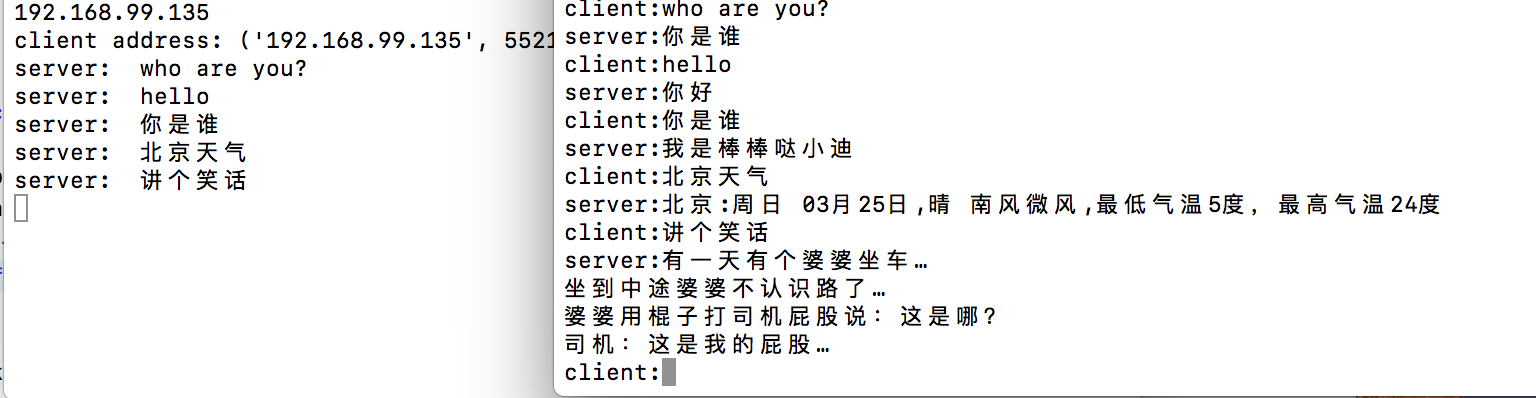 192.168.99.135
client address: ('192.168.99.135', 5521
server:  who are you?
server:  hello
server:  你是谁
server:  北京天气
server:  讲个笑话
client:who are you?
server:你是谁
client:hello
server:你好
client:你是谁
server:我是棒棒哒小迪
client:北京天气
server:北京:周日 03月25日,晴 南风微风,最低气温5度，最高气温24度
client:讲个笑话
server:有一天有个婆婆坐车…
坐到中途婆婆不认识路了…
婆婆用棍子打司机屁股说：这是哪?
司机：这是我的屁股…
client: